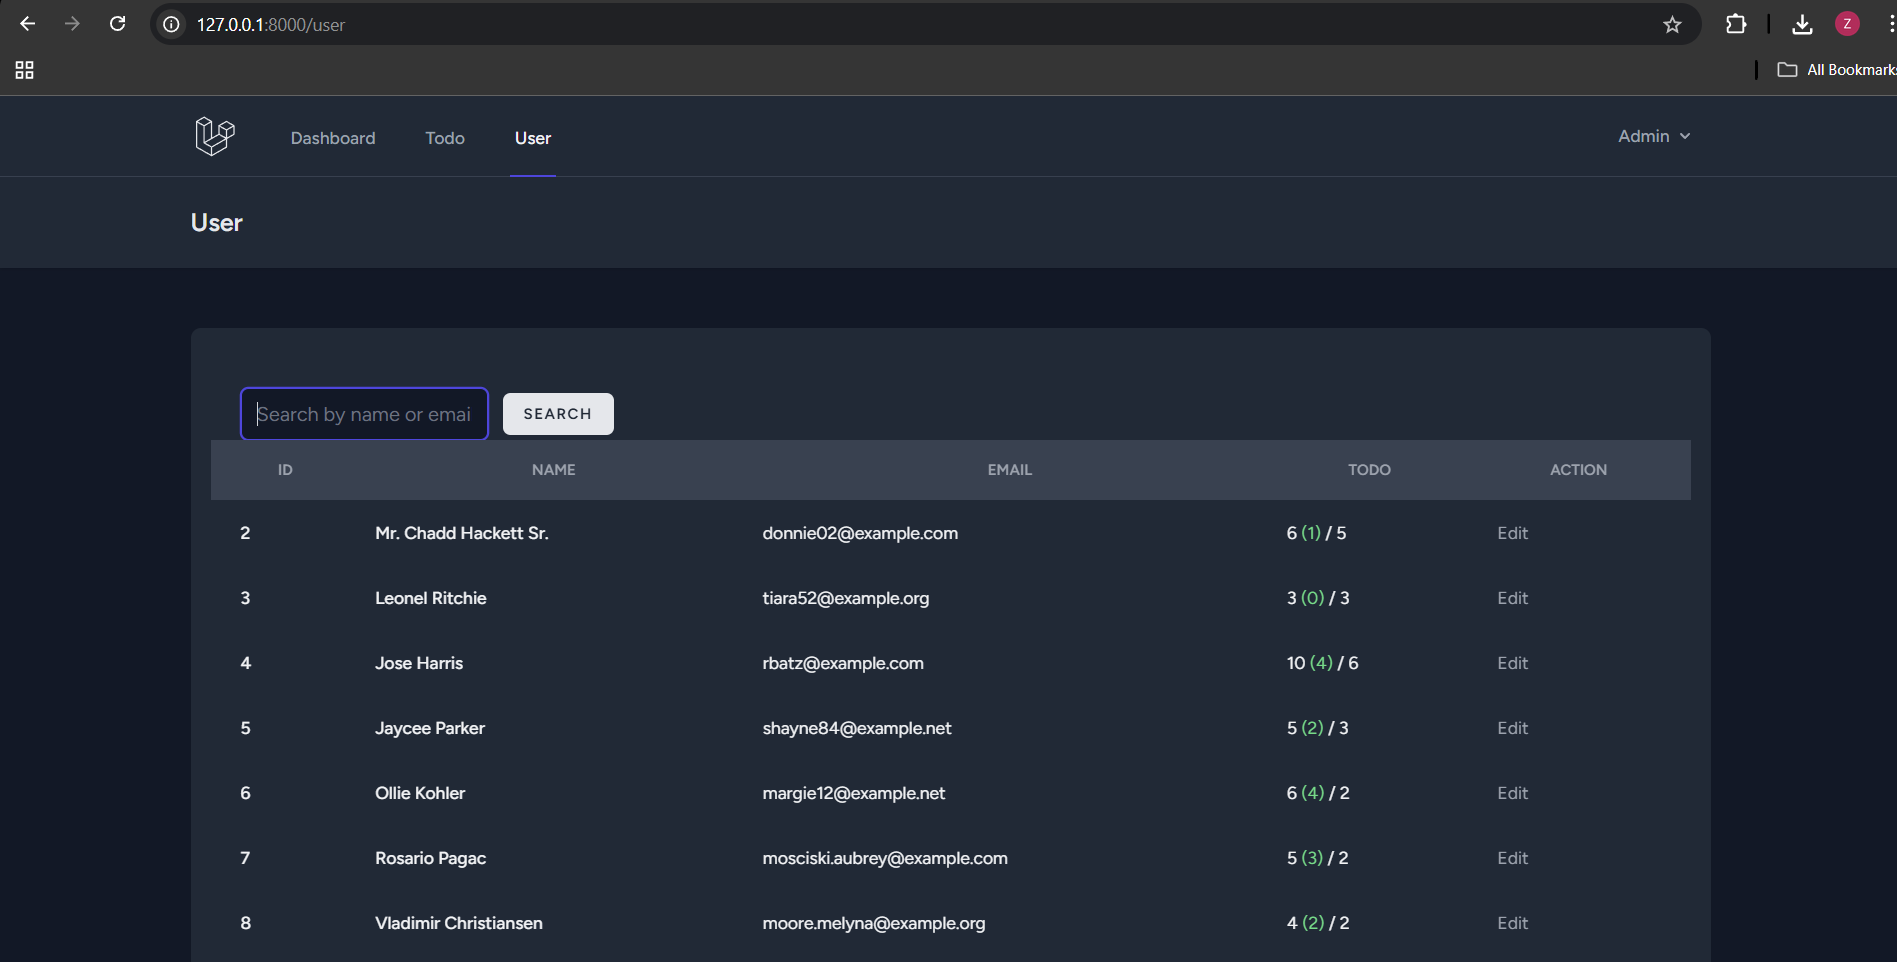 127.0.0.1:8000/user
Z
All Bookmarks
Dashboard Todo User Admin
User
Search by name or emai SEARCH
ID NAME EMAIL TODO ACTION
2 Mr. Chadd Hackett Sr. donnie02@example.com 6 (1) / 5 Edit
3 Leonel Ritchie tiara52@example.org 3 (0) / 3 Edit
4 Jose Harris rbatz@example.com 10 (4) / 6 Edit
5 Jaycee Parker shayne84@example.net 5 (2) / 3 Edit
6 Ollie Kohler margie12@example.net 6 (4) / 2 Edit
7 Rosario Pagac mosciski.aubrey@example.com 5 (3) / 2 Edit
8 Vladimir Christiansen moore.melyna@example.org 4 (2) / 2 Edit